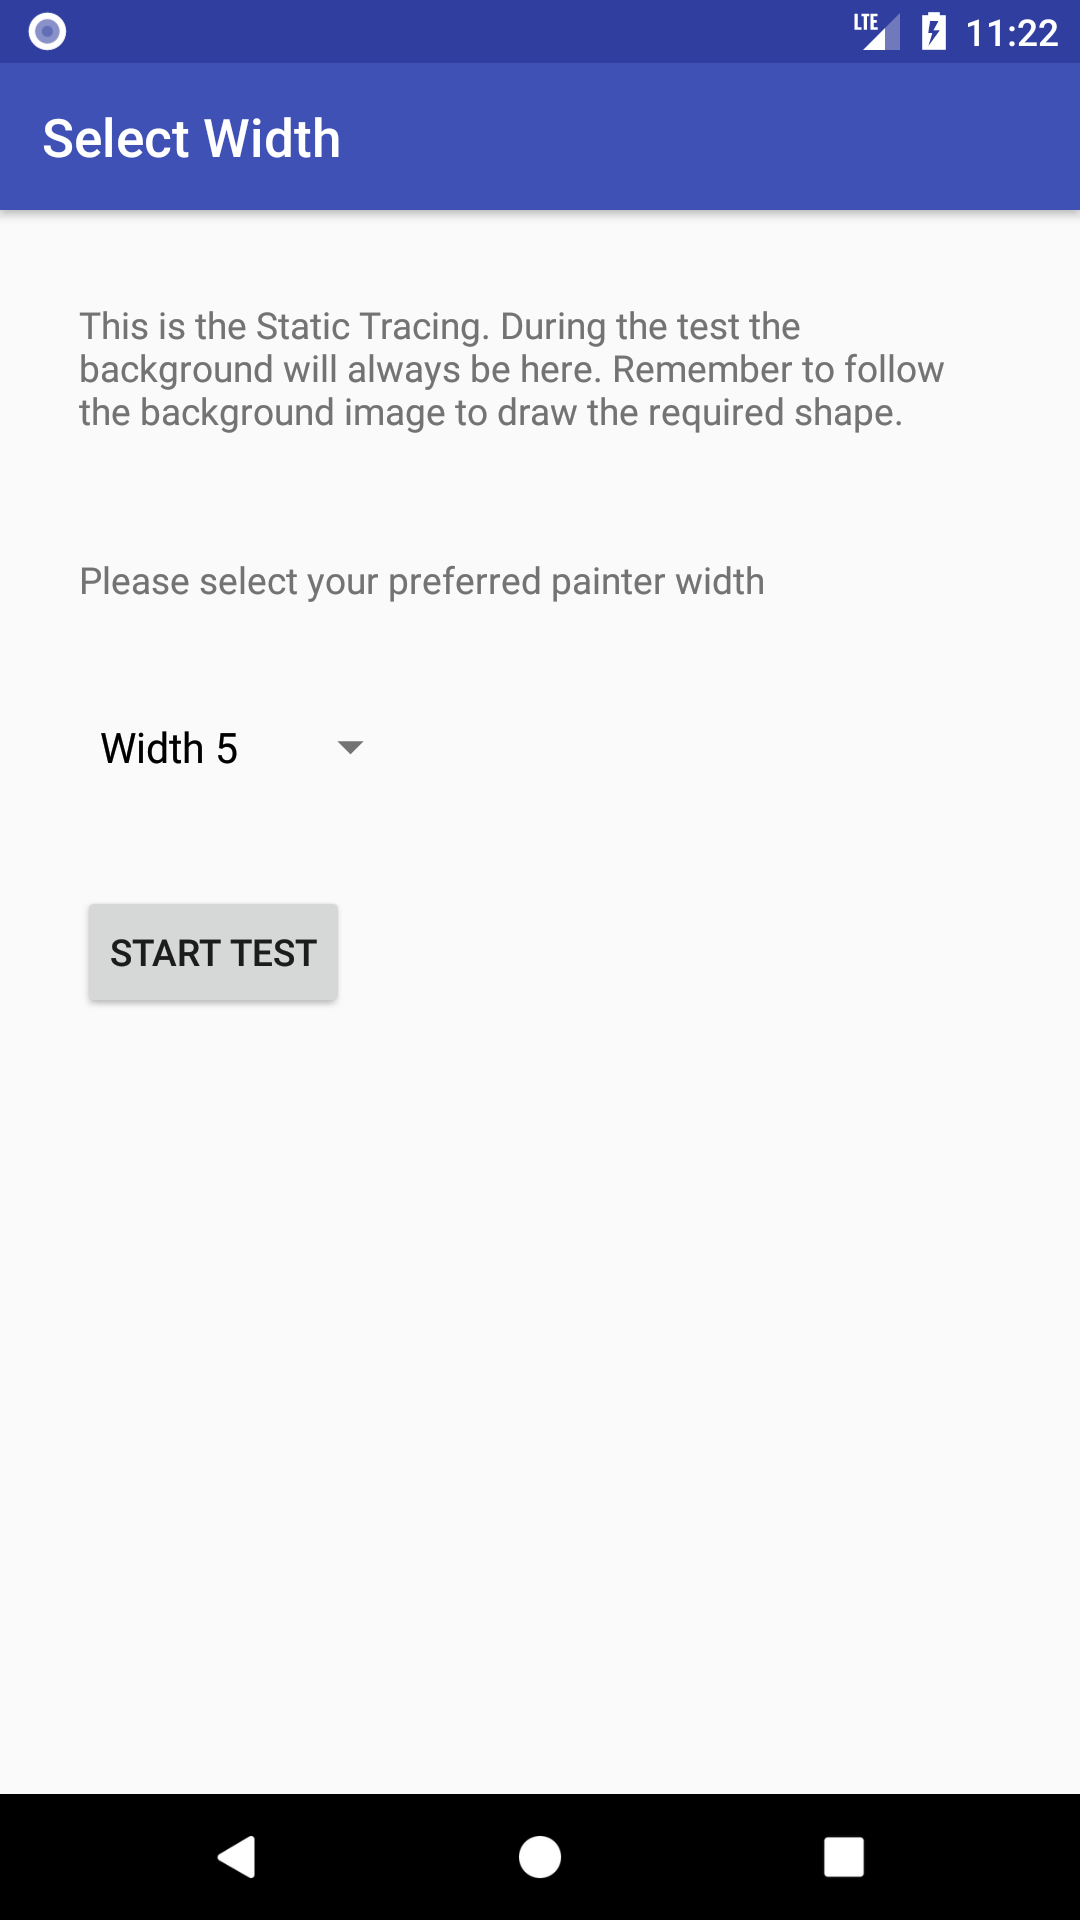 LTE 11:22
Select Width
This is the Static Tracing. During the test the
background will always be here. Remember to follow
the background image to draw the required shape.
Please select your preferred painter width
Width 5
START TEST